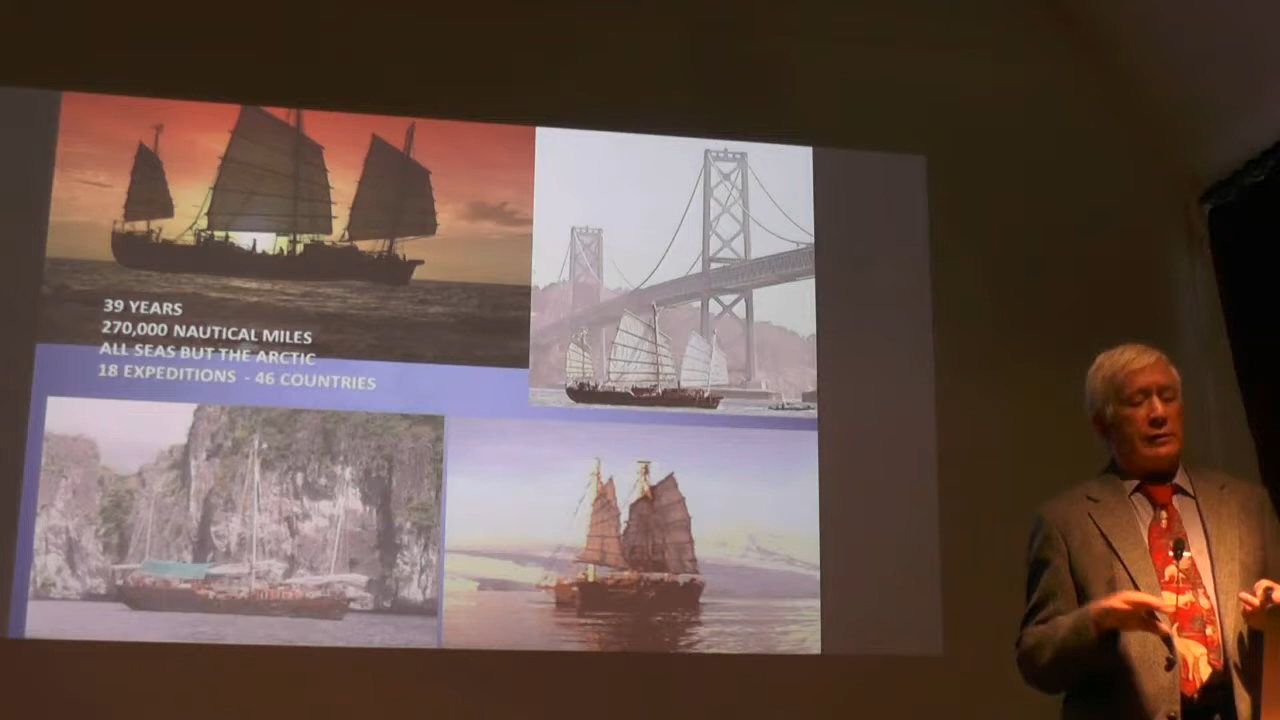 39 YEARS
270,000 NAUTICAL MILES
ALL SEAS BUT THE ARCTIC
18 EXPEDITIONS - 46 COUNTRIES